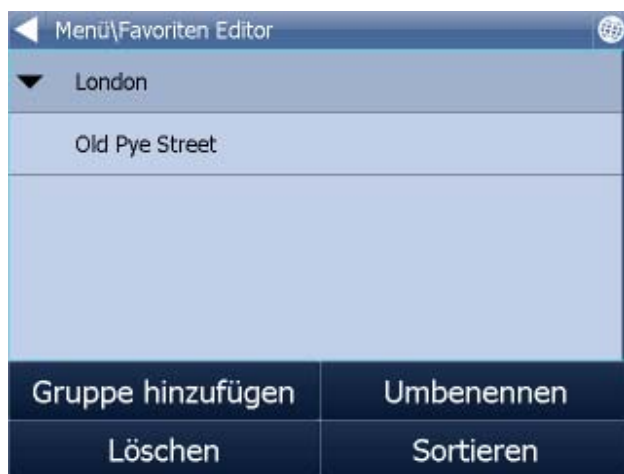 Menü\Favoriten Editor
London
Old Pye Street
Gruppe hinzufügen
Umbenennen
Löschen
Sortieren